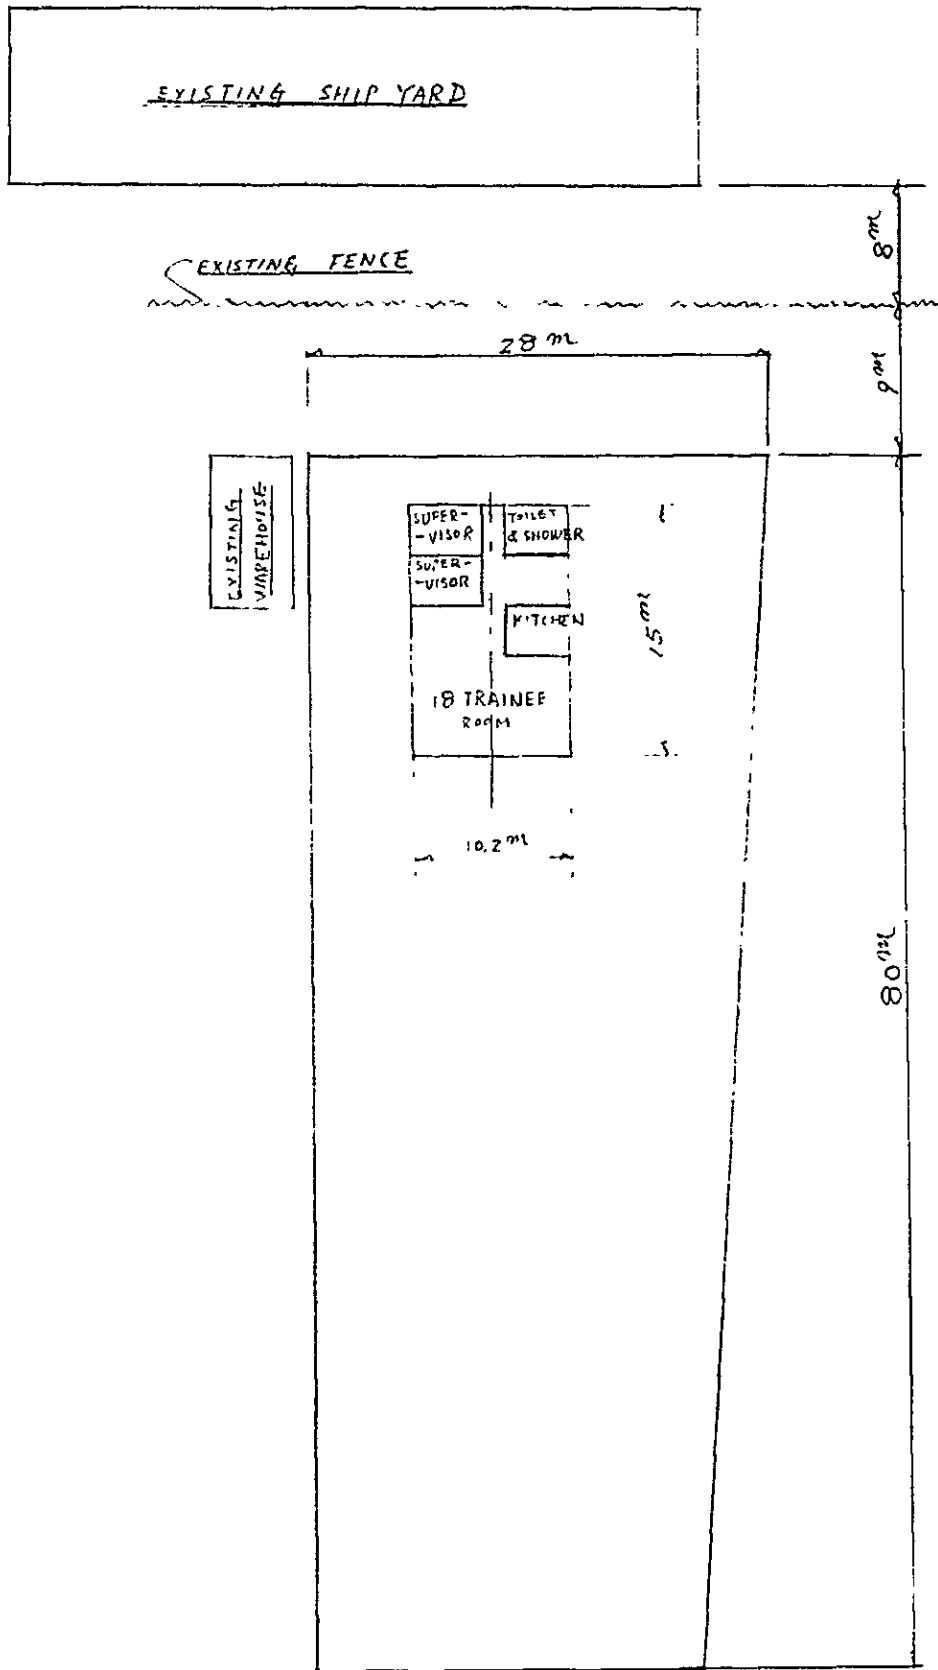 EXISTING SHIP YARD
8m
EXISTING FENCE
28 m
9m
EXISTING
WAREHOUSE
SUPER-
-VISOR
TOILET
& SHOWER
SUPER-
-VISOR
KITCHEN
15m
18 TRAINEE
ROOM
10.2m
80m